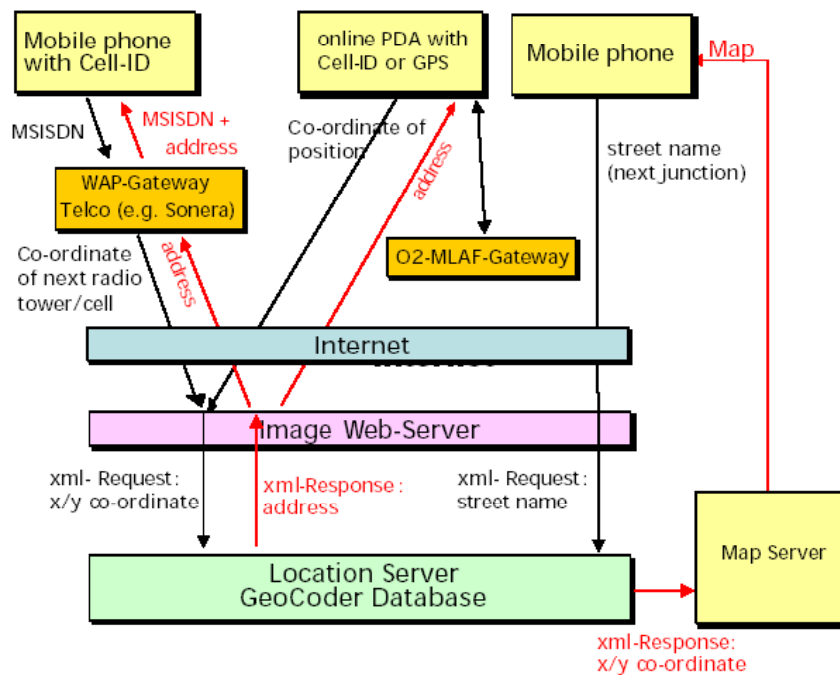 Mobile phone
with Cell-ID
online PDA with
Cell-ID or GPS
Mobile phone
Map
MSISDN
MSISDN +
address
Co-ordinate of
position
address
street name
(next junction)
WAP-Gateway
Telco (e.g. Sonera)
O2-MLAF-Gateway
Co-ordinate
of next radio
tower/cell
address
Internet
Image Web-Server
xml- Request:
x/y co-ordinate
xml-Response:
address
xml- Request:
street name
Location Server
GeoCoder Database
Map Server
xml-Response:
x/y co-ordinate